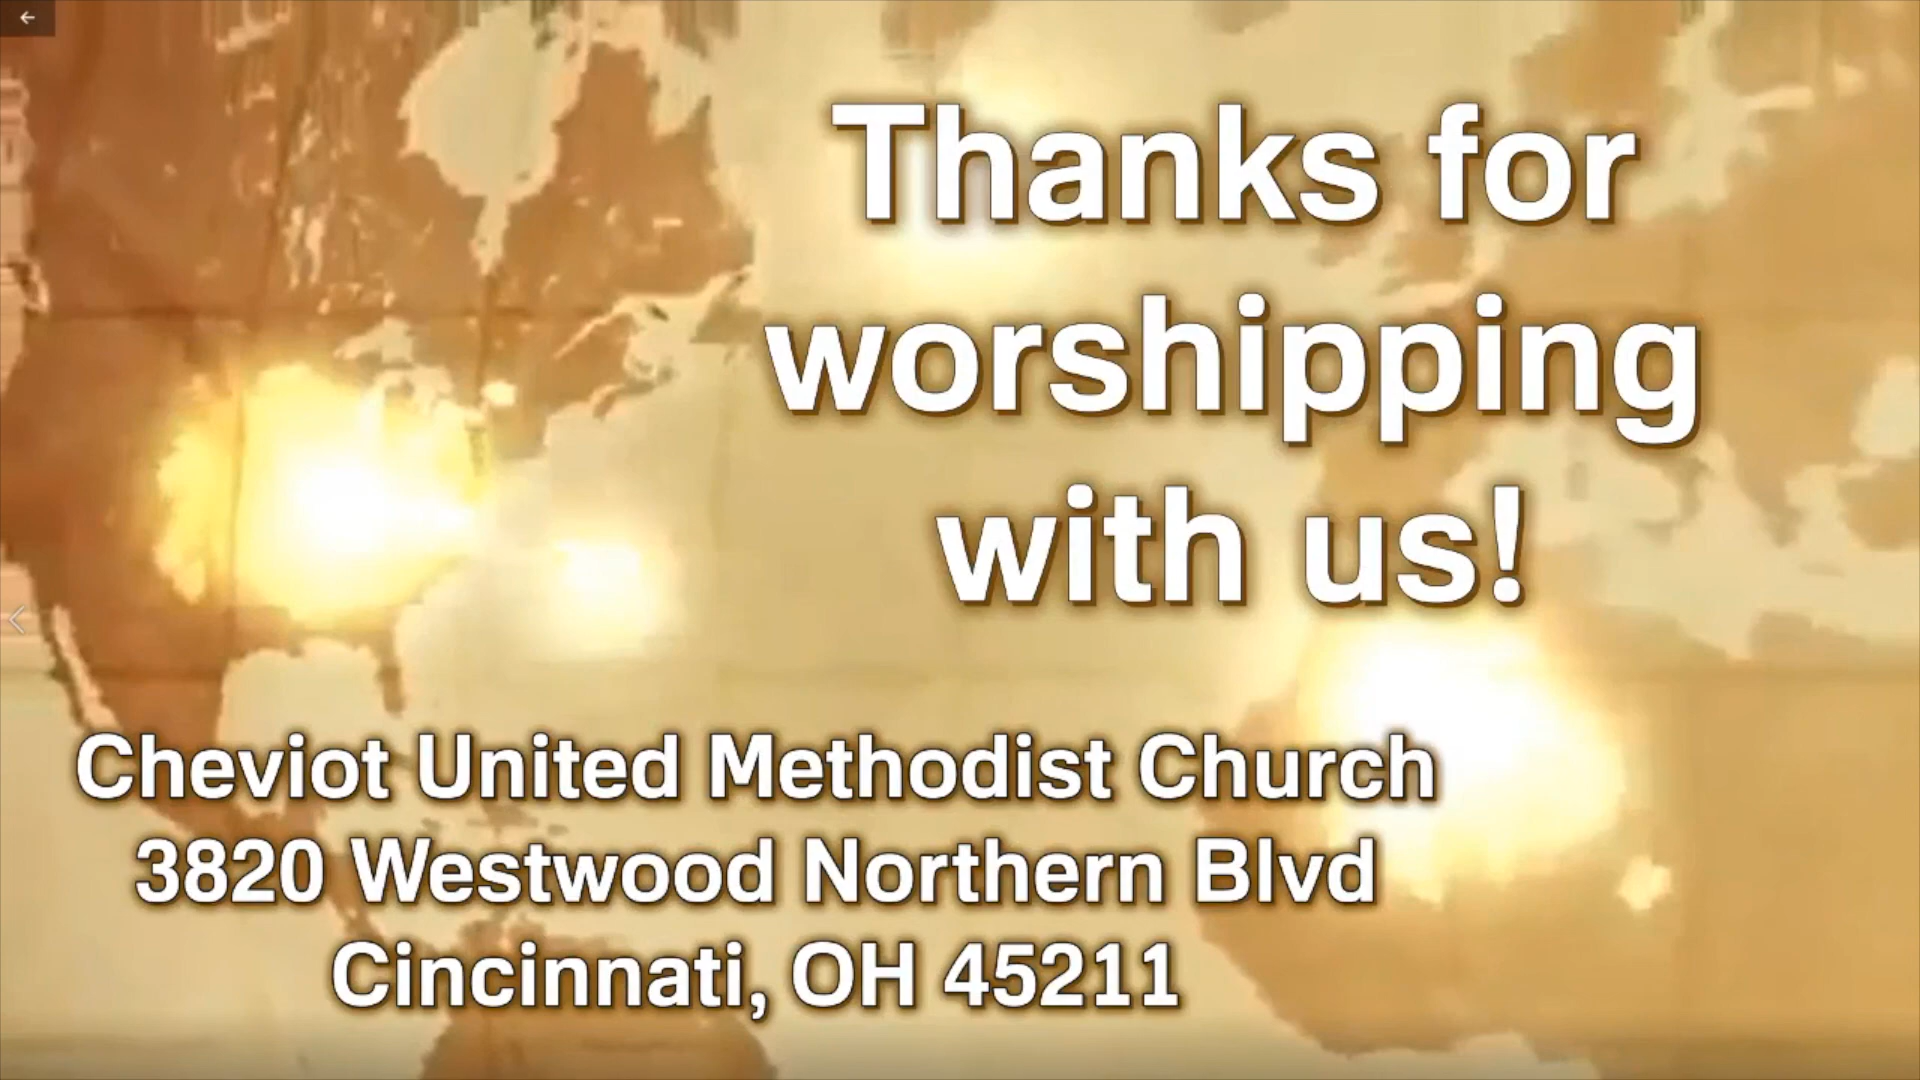 Thanks for
worshipping
with us!
Cheviot United Methodist Church
3820 Westwood Northern Blvd
Cincinnati, OH 45211